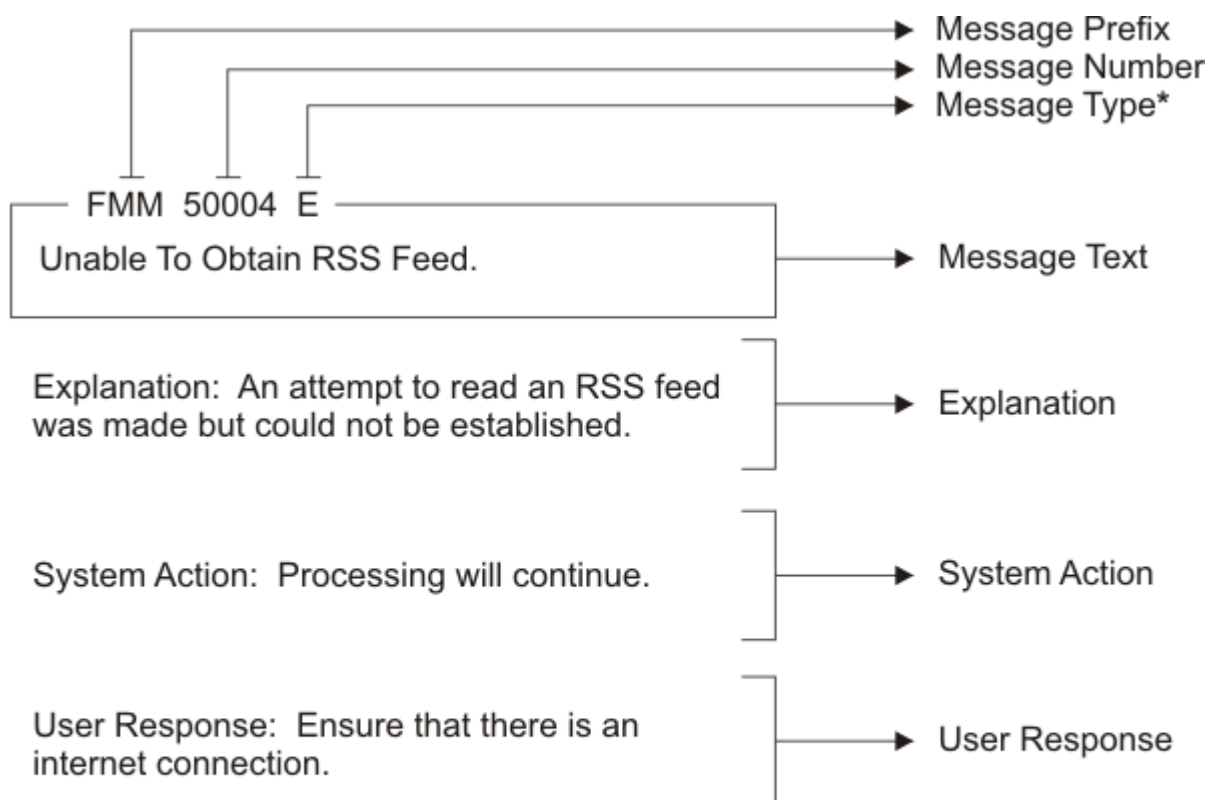 Message Prefix
Message Number
Message Type*
FMM 50004 E
Unable To Obtain RSS Feed.
Message Text
Explanation: An attempt to read an RSS feed
was made but could not be established.
Explanation
System Action: Processing will continue.
System Action
User Response: Ensure that there is an
internet connection.
User Response